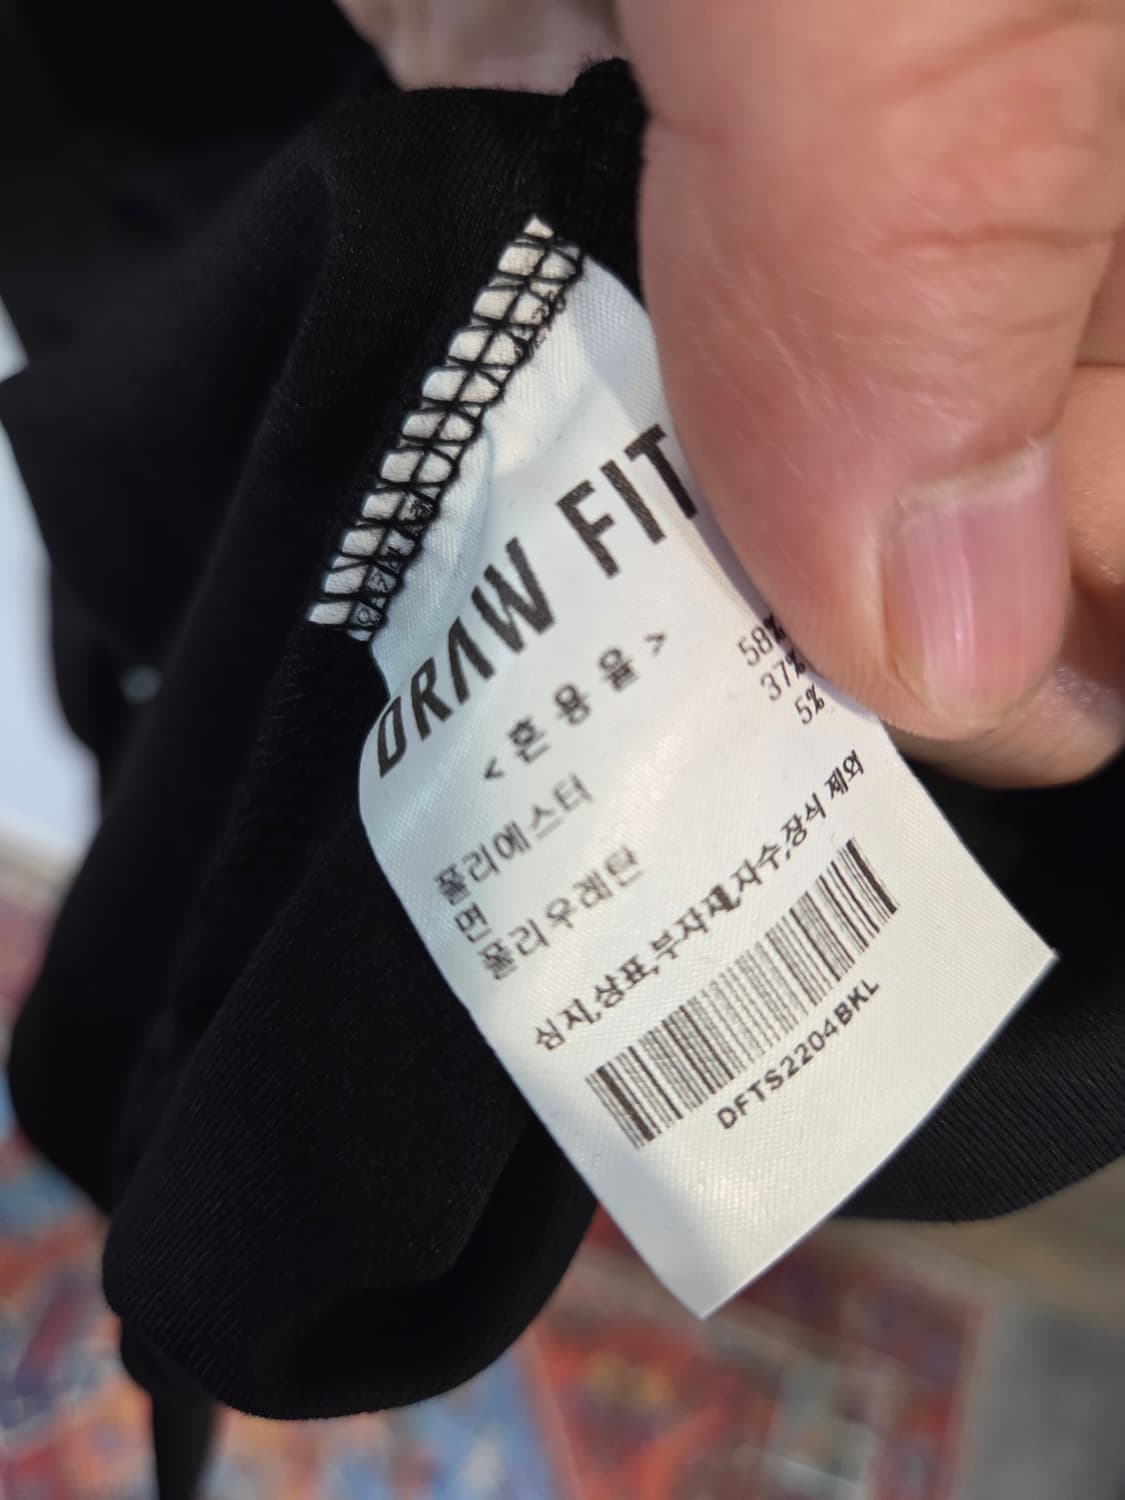 DRAW FIT
<혼용율>
폴리에스터 58%
면 37%
폴리우레탄 5%
심지,상표,부자재,자수,장식 제외
DFTS2204BKL